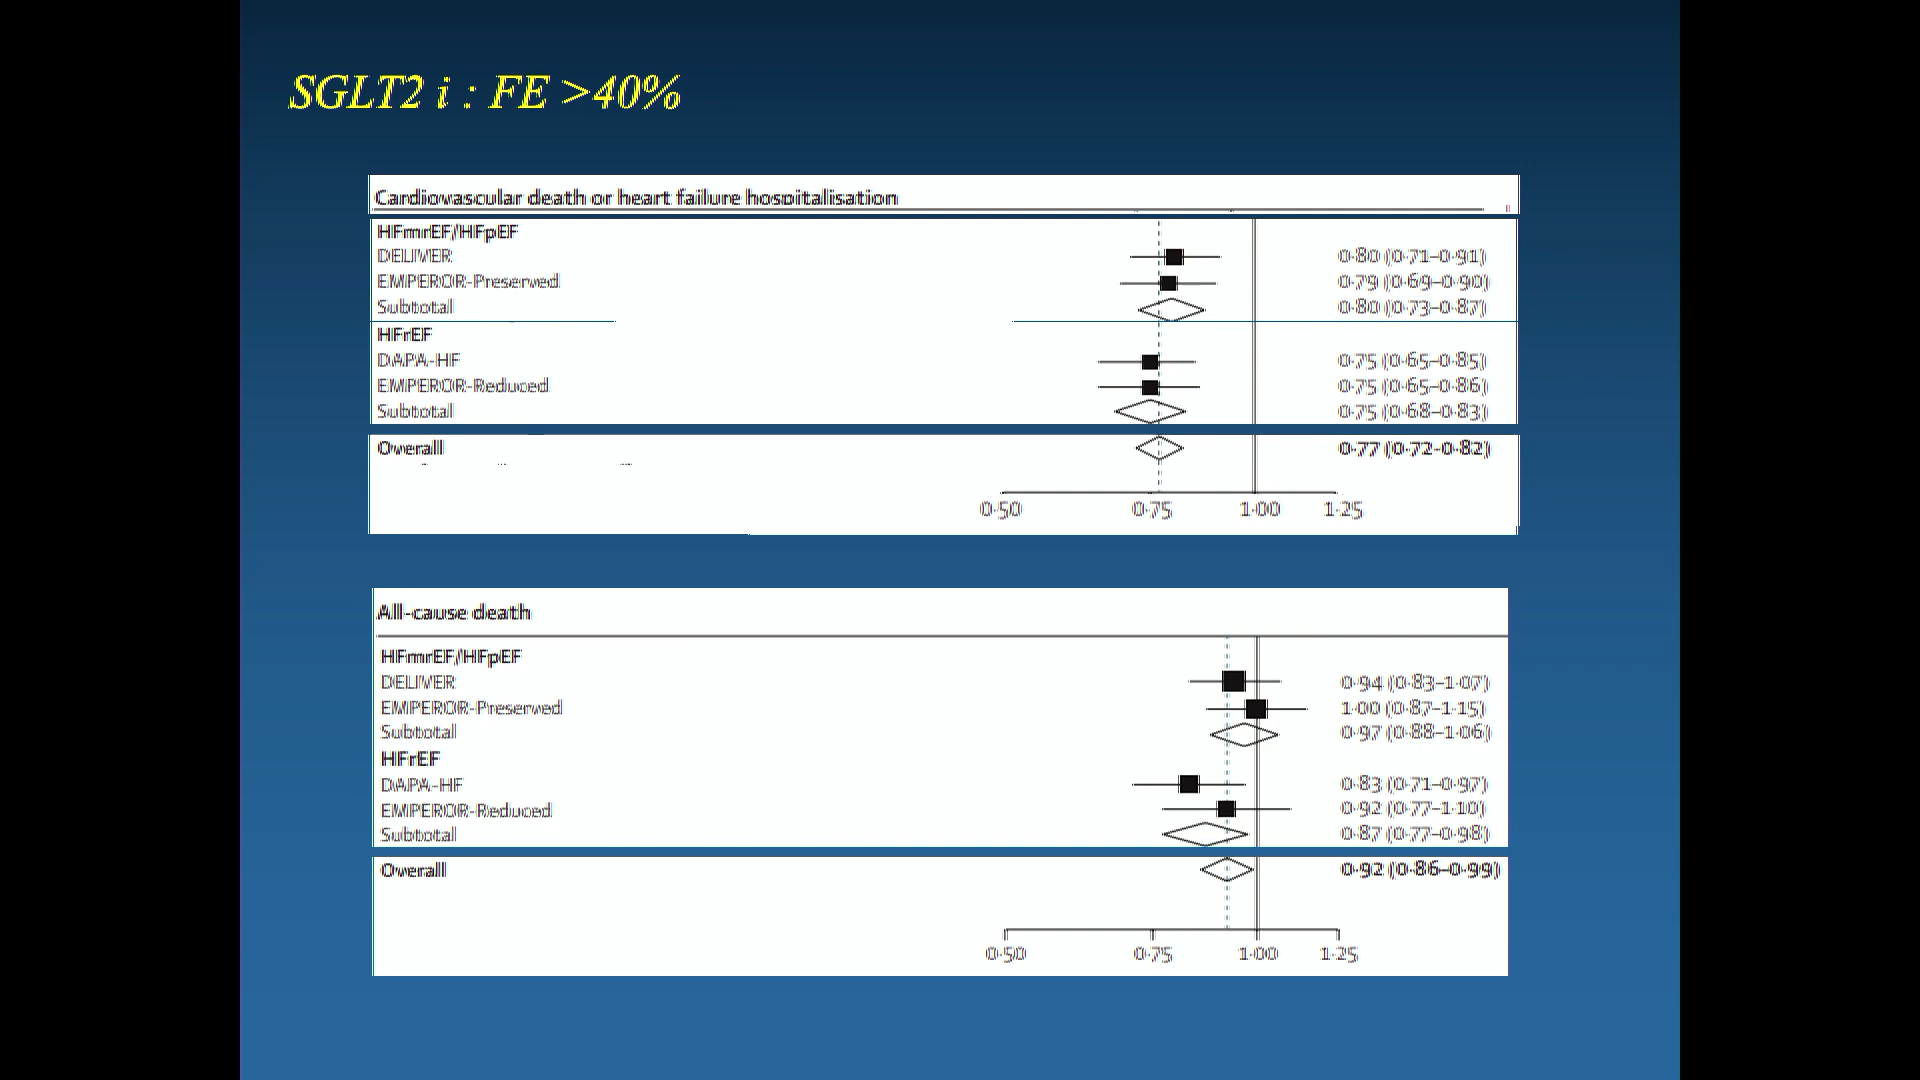 SGLT2 i : FE >40%
Cardiovascular death or heart failure hospitalisation
HFmrEF/HFpEF
DELIVER 0·80 (0·71–0·91)
EMPEROR-Preserved 0·79 (0·69–0·90)
Subtotal 0·80 (0·73–0·87)
HFrEF
DAPA-HF 0·75 (0·65–0·85)
EMPEROR-Reduced 0·75 (0·65–0·86)
Subtotal 0·75 (0·68–0·83)
Overall 0·77 (0·72–0·82)
0·50 0·75 1·00 1·25
All-cause death
HFmrEF/HFpEF
DELIVER 0·94 (0·83–1·07)
EMPEROR-Preserved 1·00 (0·87–1·15)
Subtotal 0·97 (0·88–1·06)
HFrEF
DAPA-HF 0·83 (0·71–0·97)
EMPEROR-Reduced 0·92 (0·77–1·10)
Subtotal 0·87 (0·77–0·98)
Overall 0·92 (0·86–0·99)
0·50 0·75 1·00 1·25